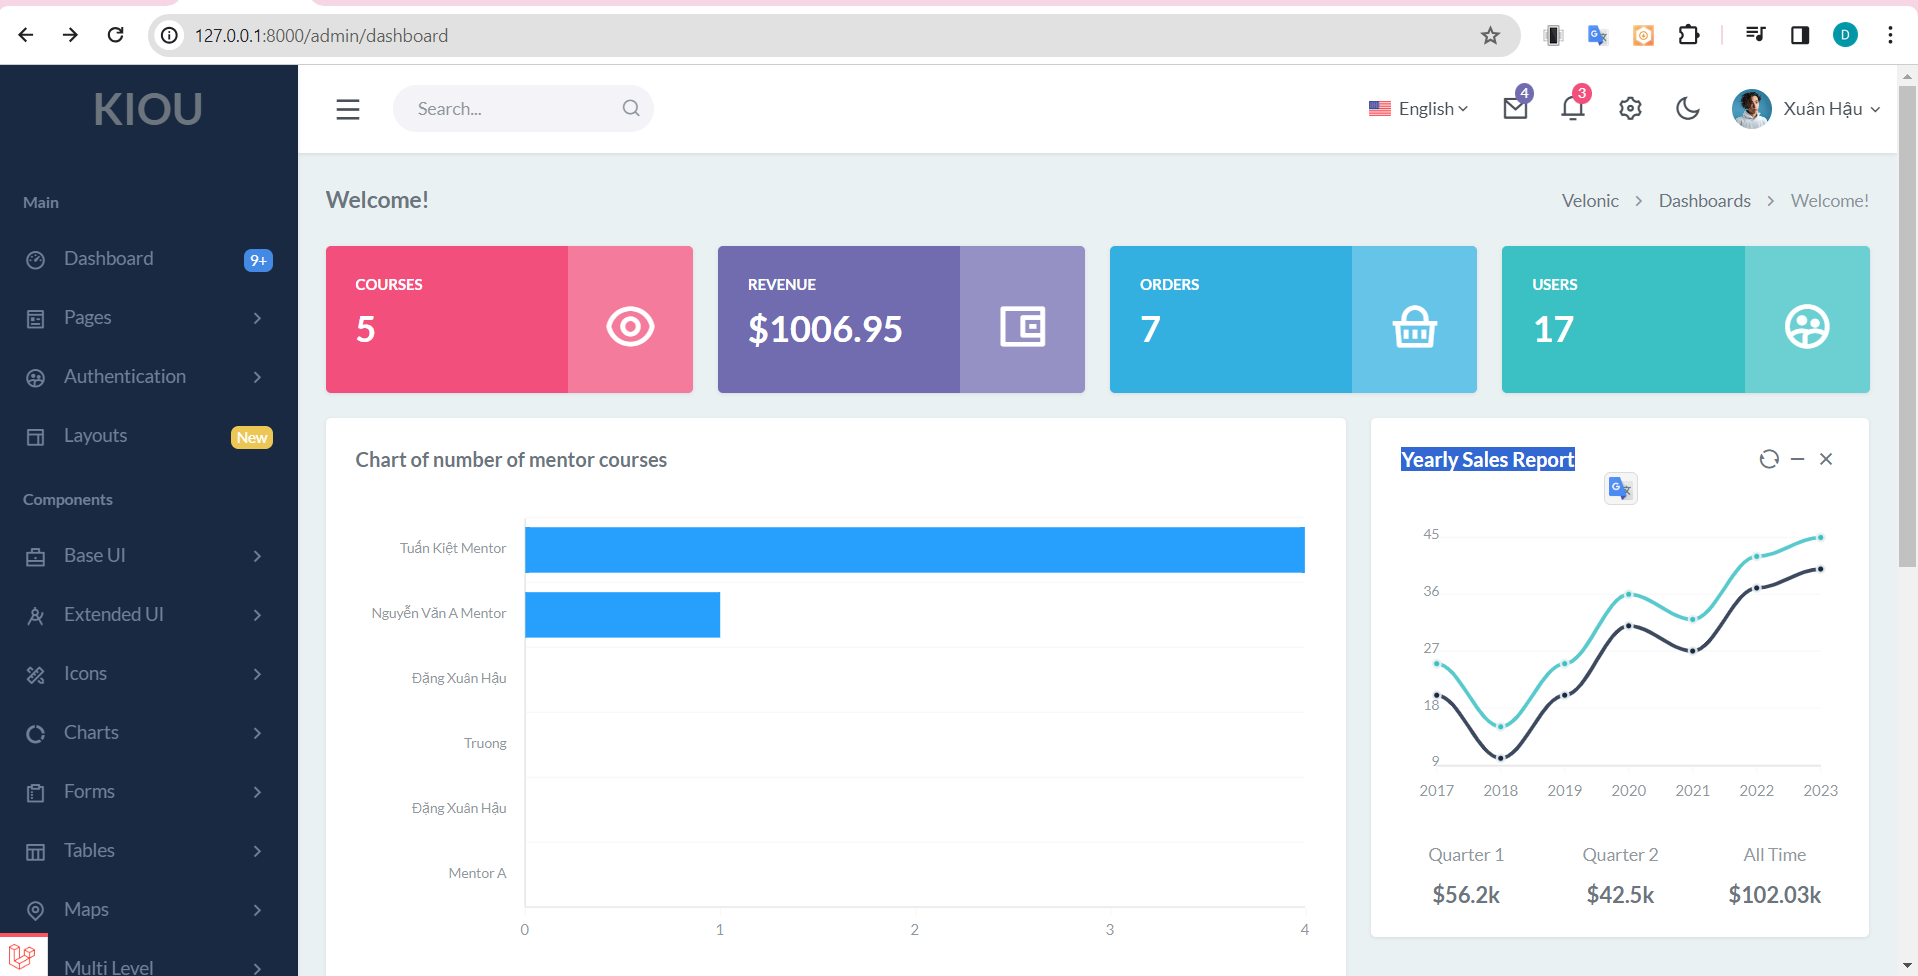 127.0.0.1:8000/admin/dashboard
D
KIOU
Main
Dashboard 9+
Pages
Authentication
Layouts New
Components
Base UI
Extended UI
Icons
Charts
Forms
Tables
Maps
Multi Level
Search...
English
4
3
Xuân Hậu
Welcome!
Velonic > Dashboards > Welcome!
COURSES
5
REVENUE
$1006.95
ORDERS
7
USERS
17
Chart of number of mentor courses
Tuấn Kiệt Mentor
Nguyễn Văn A Mentor
Đặng Xuân Hậu
Truong
Đặng Xuân Hậu
Mentor A
0 1 2 3 4
Yearly Sales Report
45
36
27
18
9
2017 2018 2019 2020 2021 2022 2023
Quarter 1 Quarter 2 All Time
$56.2k $42.5k $102.03k